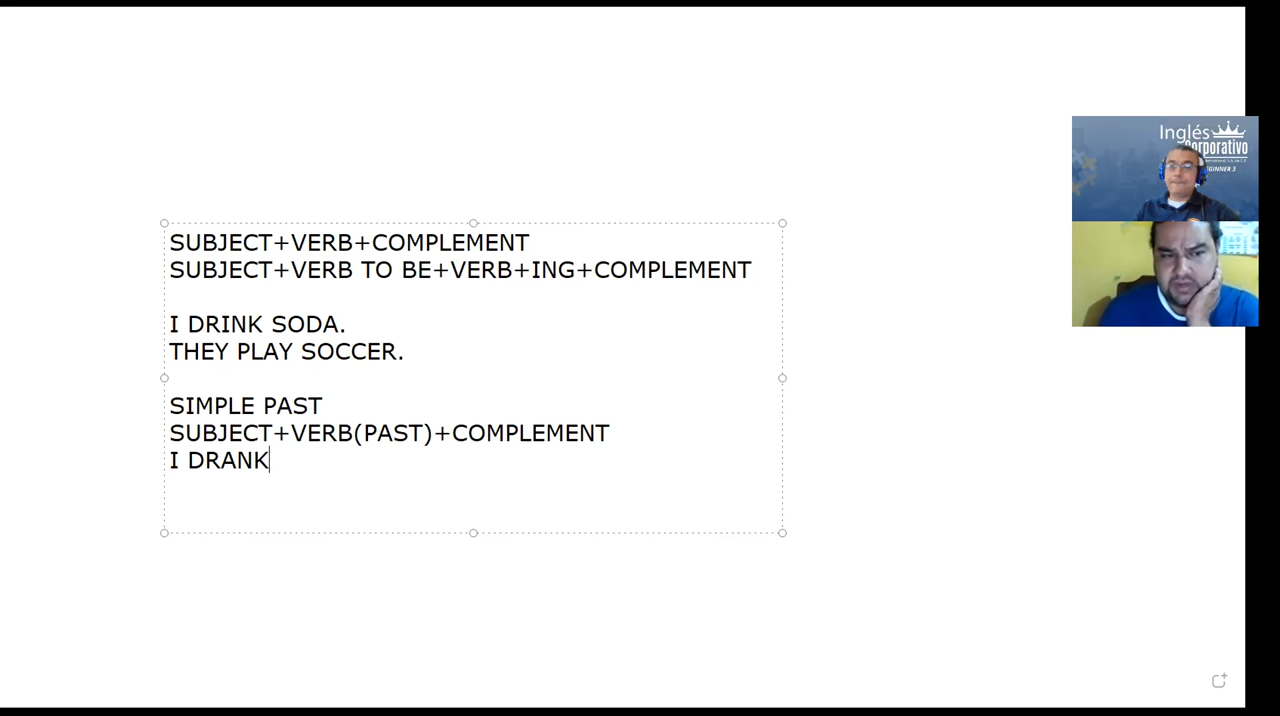 SUBJECT+VERB+COMPLEMENT
SUBJECT+VERB TO BE+VERB+ING+COMPLEMENT
I DRINK SODA.
THEY PLAY SOCCER.
SIMPLE PAST
SUBJECT+VERB(PAST)+COMPLEMENT
I DRANK
Inglés
Corporativo